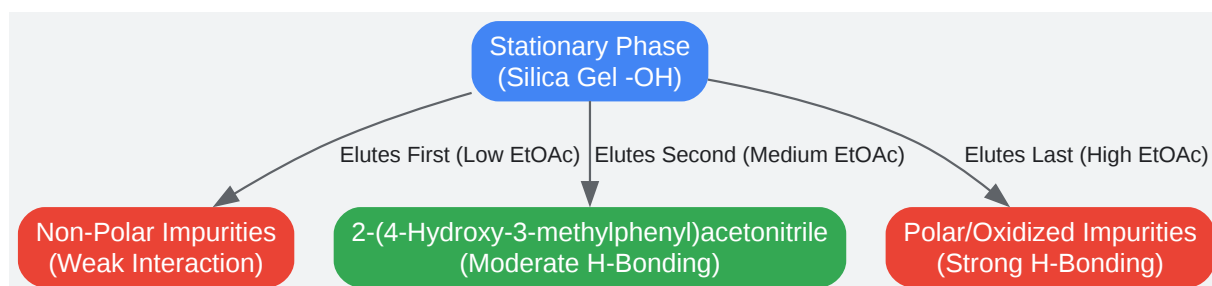 Stationary Phase
(Silica Gel -OH)
Elutes First (Low EtOAc)
Elutes Second (Medium EtOAc)
Elutes Last (High EtOAc)
Non-Polar Impurities
(Weak Interaction)
2-(4-Hydroxy-3-methylphenyl)acetonitrile
(Moderate H-Bonding)
Polar/Oxidized Impurities
(Strong H-Bonding)